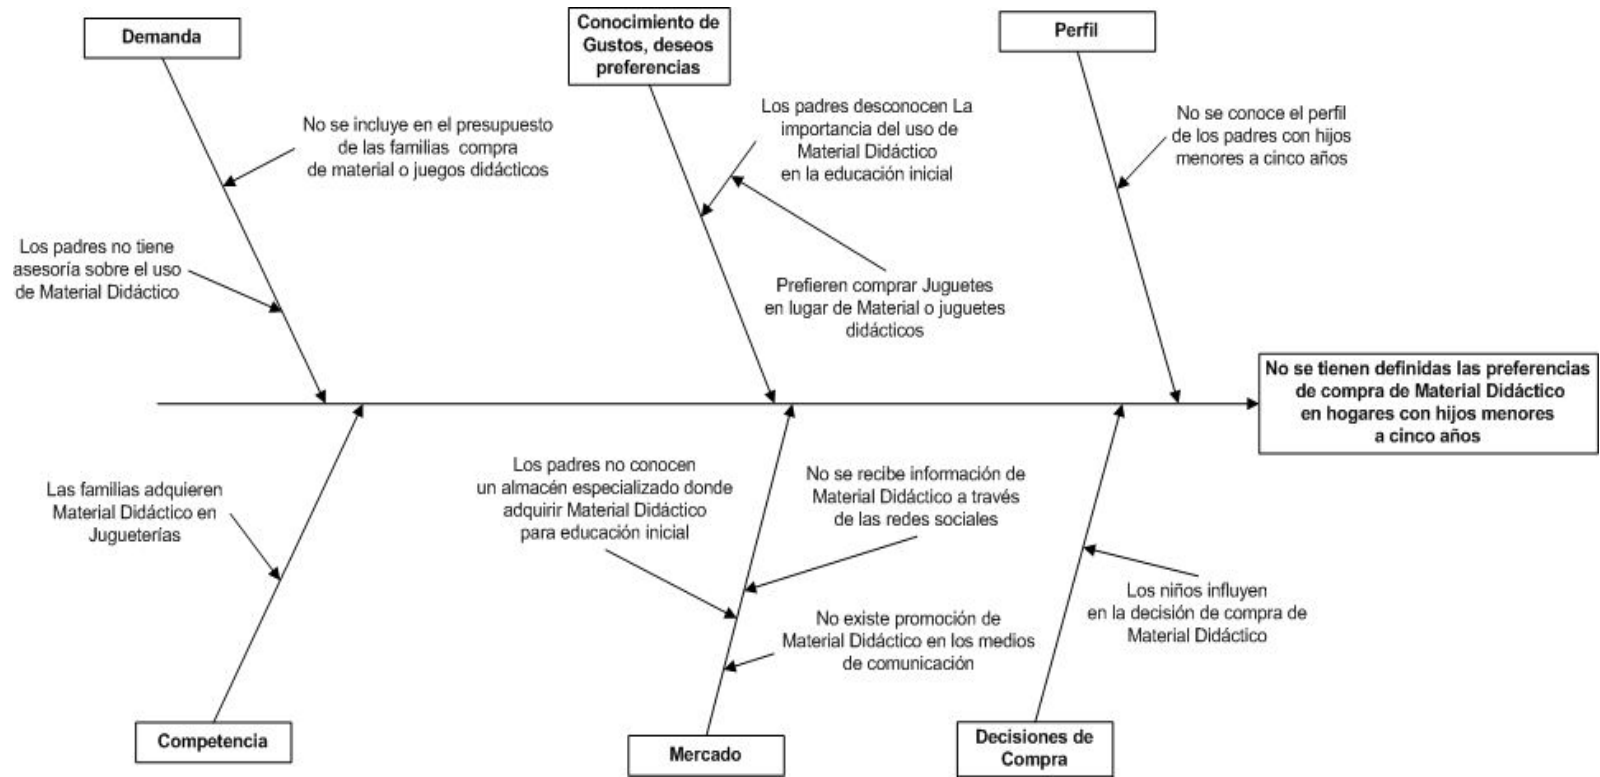 Demanda
Conocimiento de
Gustos, deseos
preferencias
Perfil
No se incluye en el presupuesto
de las familias compra
de material o juegos didácticos
Los padres no tiene
asesoría sobre el uso
de Material Didáctico
Los padres desconocen La
importancia del uso de
Material Didáctico
en la educación inicial
Prefieren comprar Juguetes
en lugar de Material o juguetes
didácticos
No se conoce el perfil
de los padres con hijos
menores a cinco años
No se tienen definidas las preferencias
de compra de Material Didáctico
en hogares con hijos menores
a cinco años
Las familias adquieren
Material Didáctico en
Jugueterías
Los padres no conocen
un almacén especializado donde
adquirir Material Didáctico
para educación inicial
No se recibe información de
Material Didáctico a través
de las redes sociales
No existe promoción de
Material Didáctico en los medios
de comunicación
Los niños influyen
en la decisión de compra de
Material Didáctico
Competencia
Mercado
Decisiones de
Compra